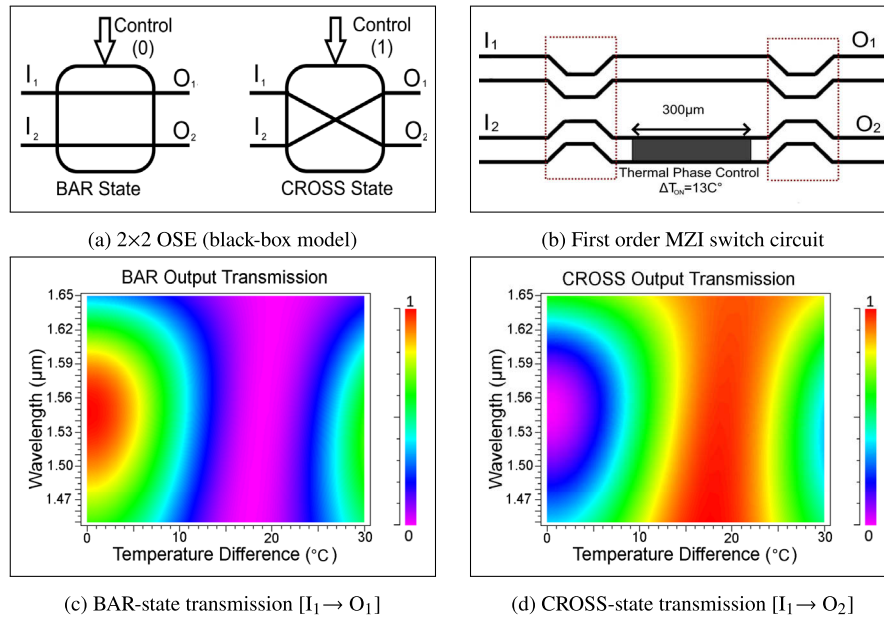 Control
(0)
I₁
O₁
I₂
O₂
BAR State
Control
(1)
I₁
O₁
I₂
O₂
CROSS State
(a) 2×2 OSE (black-box model)
I₁
O₁
300µm
I₂
O₂
Thermal Phase Control
ΔT_ON=13C°
(b) First order MZI switch circuit
BAR Output Transmission
Wavelength (µm)
1.65
1.62
1.59
1.56
1.50
1.47
0
10
20
30
Temperature Difference (°C)
1
0
(c) BAR-state transmission [I₁→ O₁]
CROSS Output Transmission
Wavelength (µm)
1.65
1.62
1.59
1.56
1.50
1.47
0
10
20
30
Temperature Difference (°C)
1
0
(d) CROSS-state transmission [I₁→ O₂]